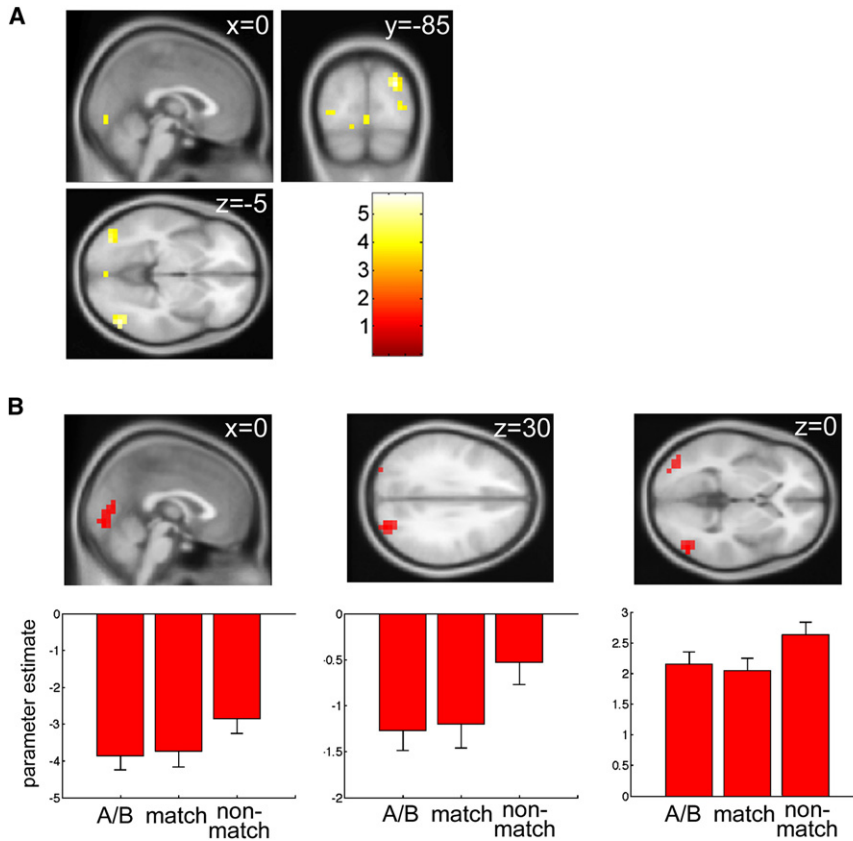 A
x=0
y=-85
z=-5
5
4
3
2
1
B
x=0
z=30
z=0
parameter estimate
0
-1
-2
-3
-4
-5
A/B match non-match
0
-0.5
-1
-1.5
-2
A/B match non-match
3
2.5
2
1.5
1
0.5
0
A/B match non-match